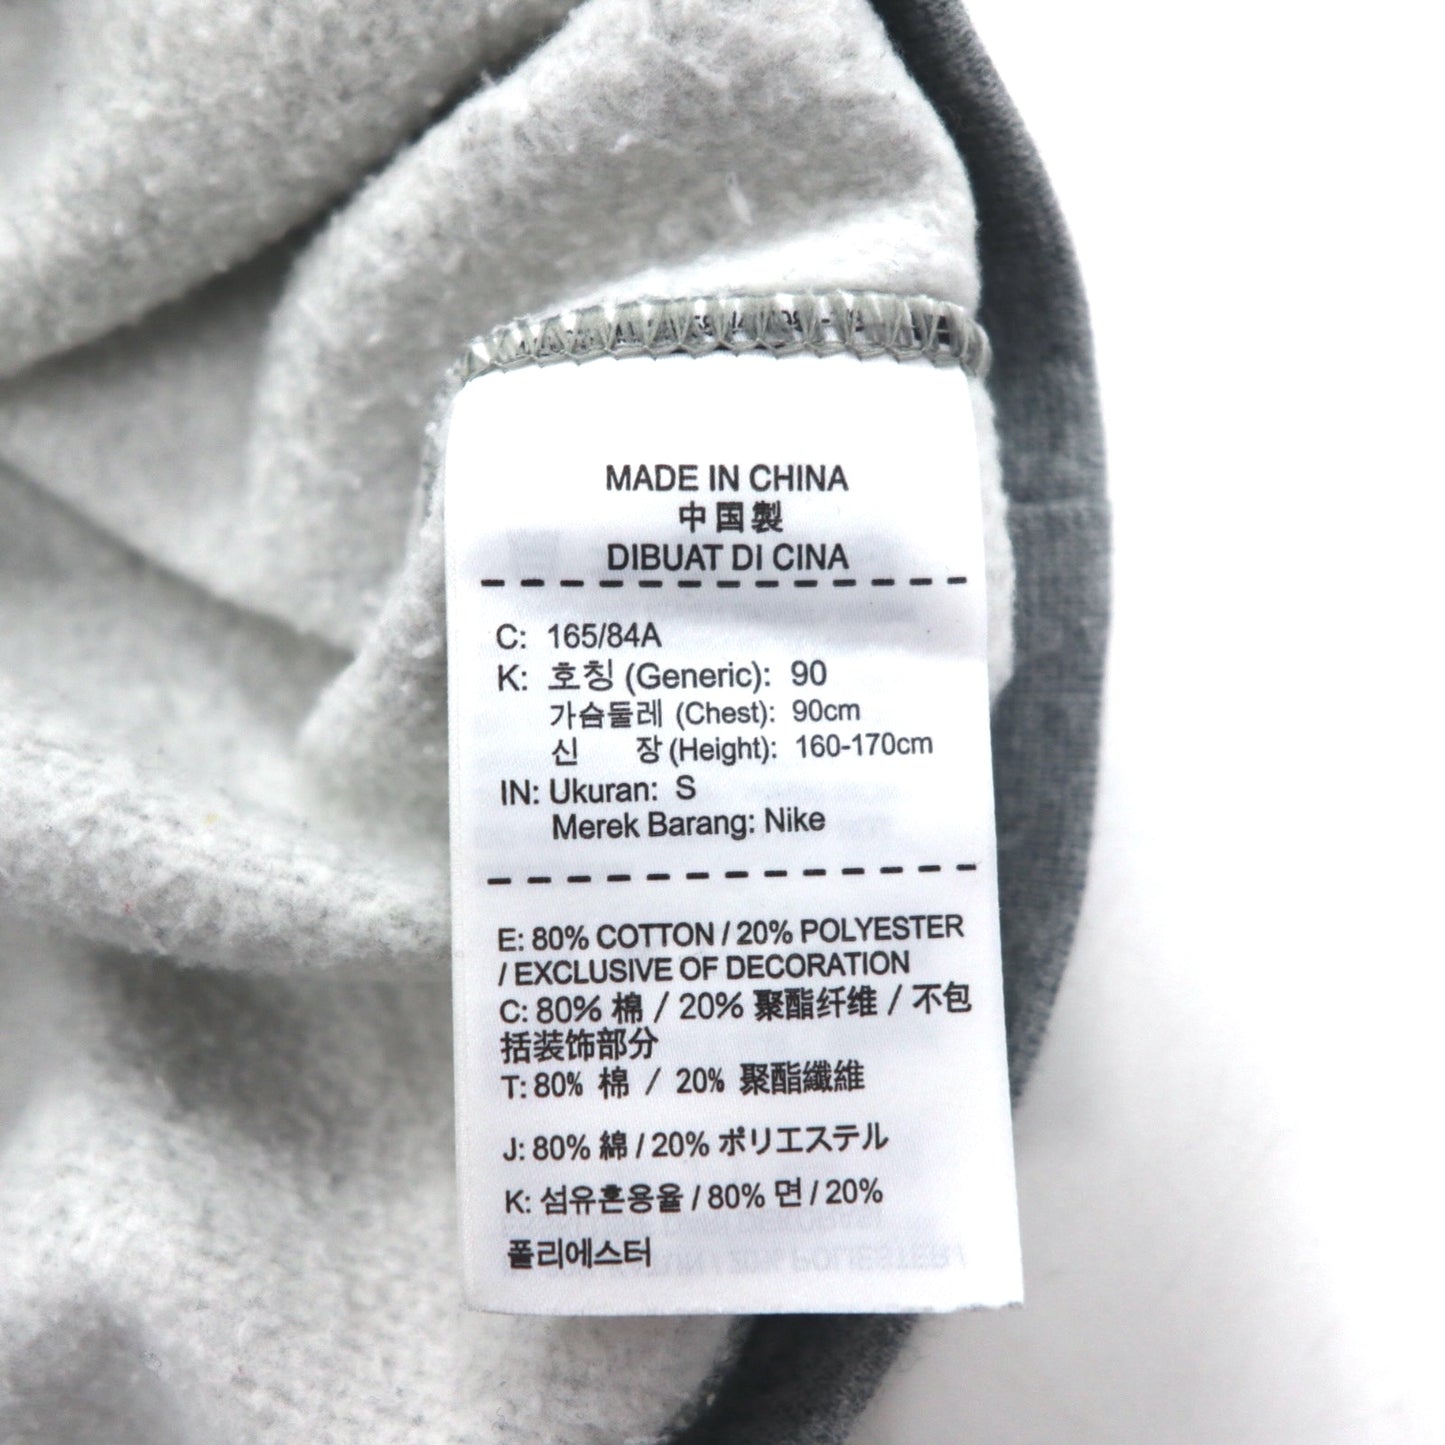 MADE IN CHINA
中国製
DIBUAT DI CINA
C: 165/84A
K: 호칭 (Generic): 90
가슴둘레 (Chest): 90cm
신 장 (Height): 160-170cm
IN: Ukuran: S
Merek Barang: Nike
E: 80% COTTON / 20% POLYESTER
/ EXCLUSIVE OF DECORATION
C: 80% 棉 / 20% 聚酯纤维 / 不包
括装饰部分
T: 80% 棉 / 20% 聚酯纖維
J: 80% 綿 / 20% ポリエステル
K: 섬유혼용율 / 80% 면 / 20%
폴리에스터